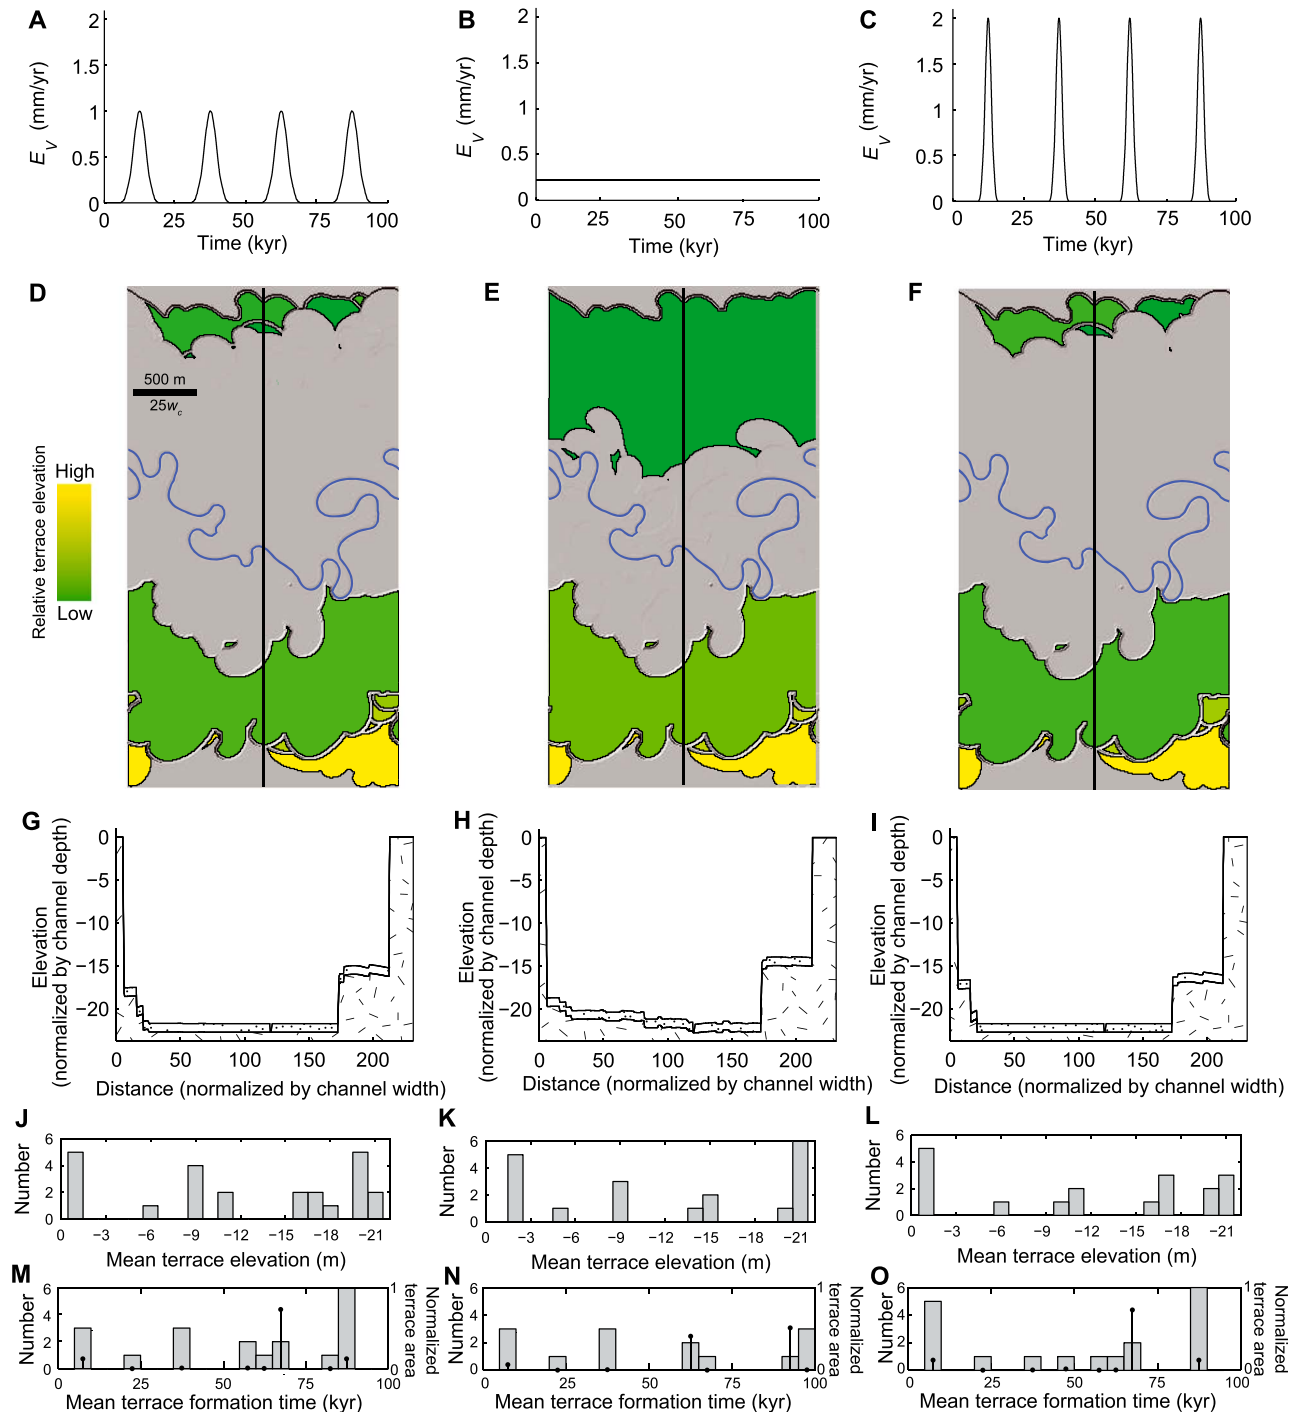 A
B
C
2
1.5
1
0.5
0
E_V (mm/yr)
0 25 50 75 100
Time (kyr)
2
1.5
1
0.5
0
E_V (mm/yr)
0 25 50 75 100
Time (kyr)
2
1.5
1
0.5
0
E_V (mm/yr)
0 25 50 75 100
Time (kyr)
D
E
F
500 m
25w_c
Relative terrace elevation
High
Low
G
H
I
Elevation
(normalized by channel depth)
0
−5
−10
−15
−20
0 50 100 150 200
Distance (normalized by channel width)
Elevation
(normalized by channel depth)
0
−5
−10
−15
−20
0 50 100 150 200
Distance (normalized by channel width)
Elevation
(normalized by channel depth)
0
−5
−10
−15
−20
0 50 100 150 200
Distance (normalized by channel width)
J
K
L
Number
6
4
2
0
0 −3 −6 −9 −12 −15 −18 −21
Mean terrace elevation (m)
Number
6
4
2
0
0 −3 −6 −9 −12 −15 −18 −21
Mean terrace elevation (m)
Number
6
4
2
0
0 −3 −6 −9 −12 −15 −18 −21
Mean terrace elevation (m)
M
N
O
Number
6
4
2
0
0 25 50 75 100
1
0
Normalized
terrace area
Mean terrace formation time (kyr)
Number
6
4
2
0
0 25 50 75 100
1
0
Normalized
terrace area
Mean terrace formation time (kyr)
Number
6
4
2
0
0 25 50 75 100
1
0
Normalized
terrace area
Mean terrace formation time (kyr)